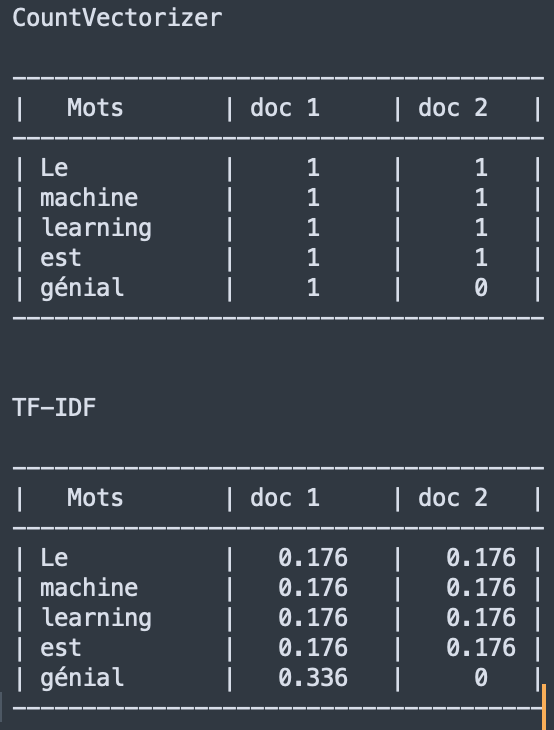 CountVectorizer
--------------------------------------
|   Mots       | doc 1     | doc 2   |
--------------------------------------
| Le           |     1     |     1   |
| machine      |     1     |     1   |
| learning     |     1     |     1   |
| est          |     1     |     1   |
| génial       |     1     |     0   |
--------------------------------------
TF-IDF
--------------------------------------
|   Mots       | doc 1     | doc 2   |
--------------------------------------
| Le           |   0.176   |   0.176 |
| machine      |   0.176   |   0.176 |
| learning     |   0.176   |   0.176 |
| est          |   0.176   |   0.176 |
| génial       |   0.336   |     0   |
--------------------------------------